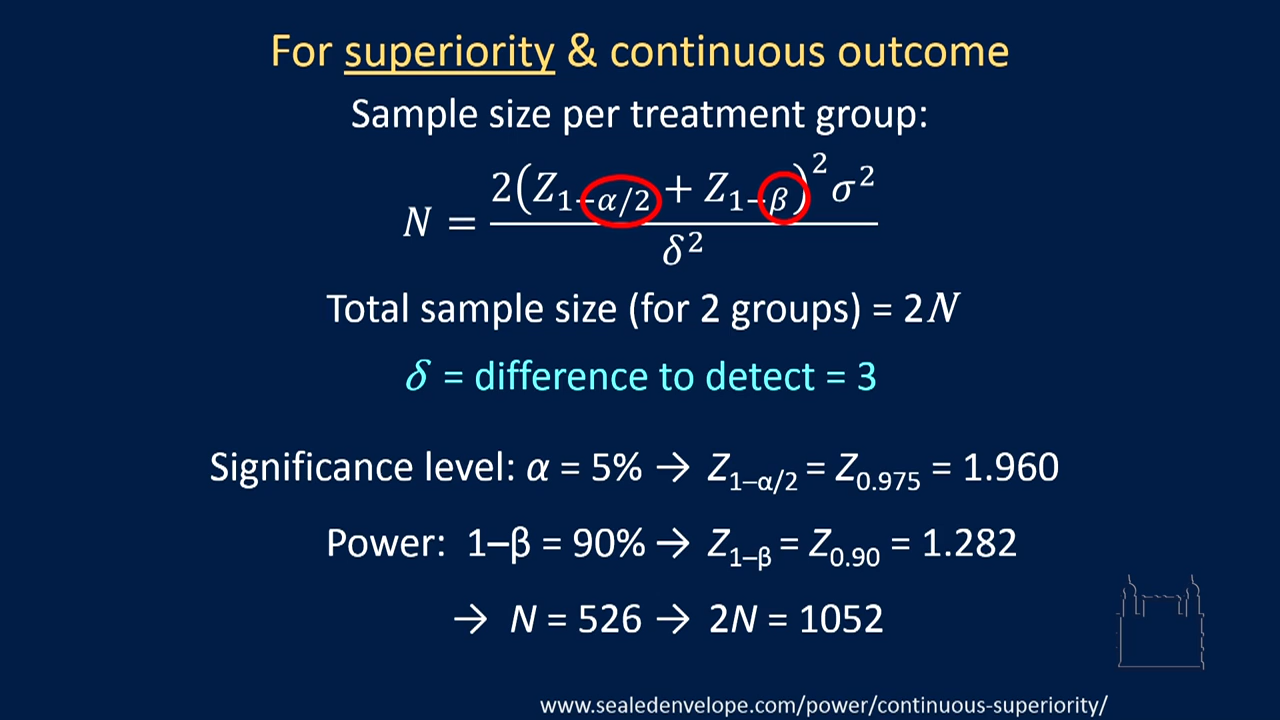 For superiority & continuous outcome
Sample size per treatment group:
N = 2(Z₁₋α/₂ + Z₁₋β)²σ² / δ²
Total sample size (for 2 groups) = 2N
δ = difference to detect = 3
Significance level: α = 5% → Z₁–α/₂ = Z₀.₉₇₅ = 1.960
Power: 1–β = 90% → Z₁–β = Z₀.₉₀ = 1.282
→ N = 526 → 2N = 1052
www.sealedenvelope.com/power/continuous-superiority/